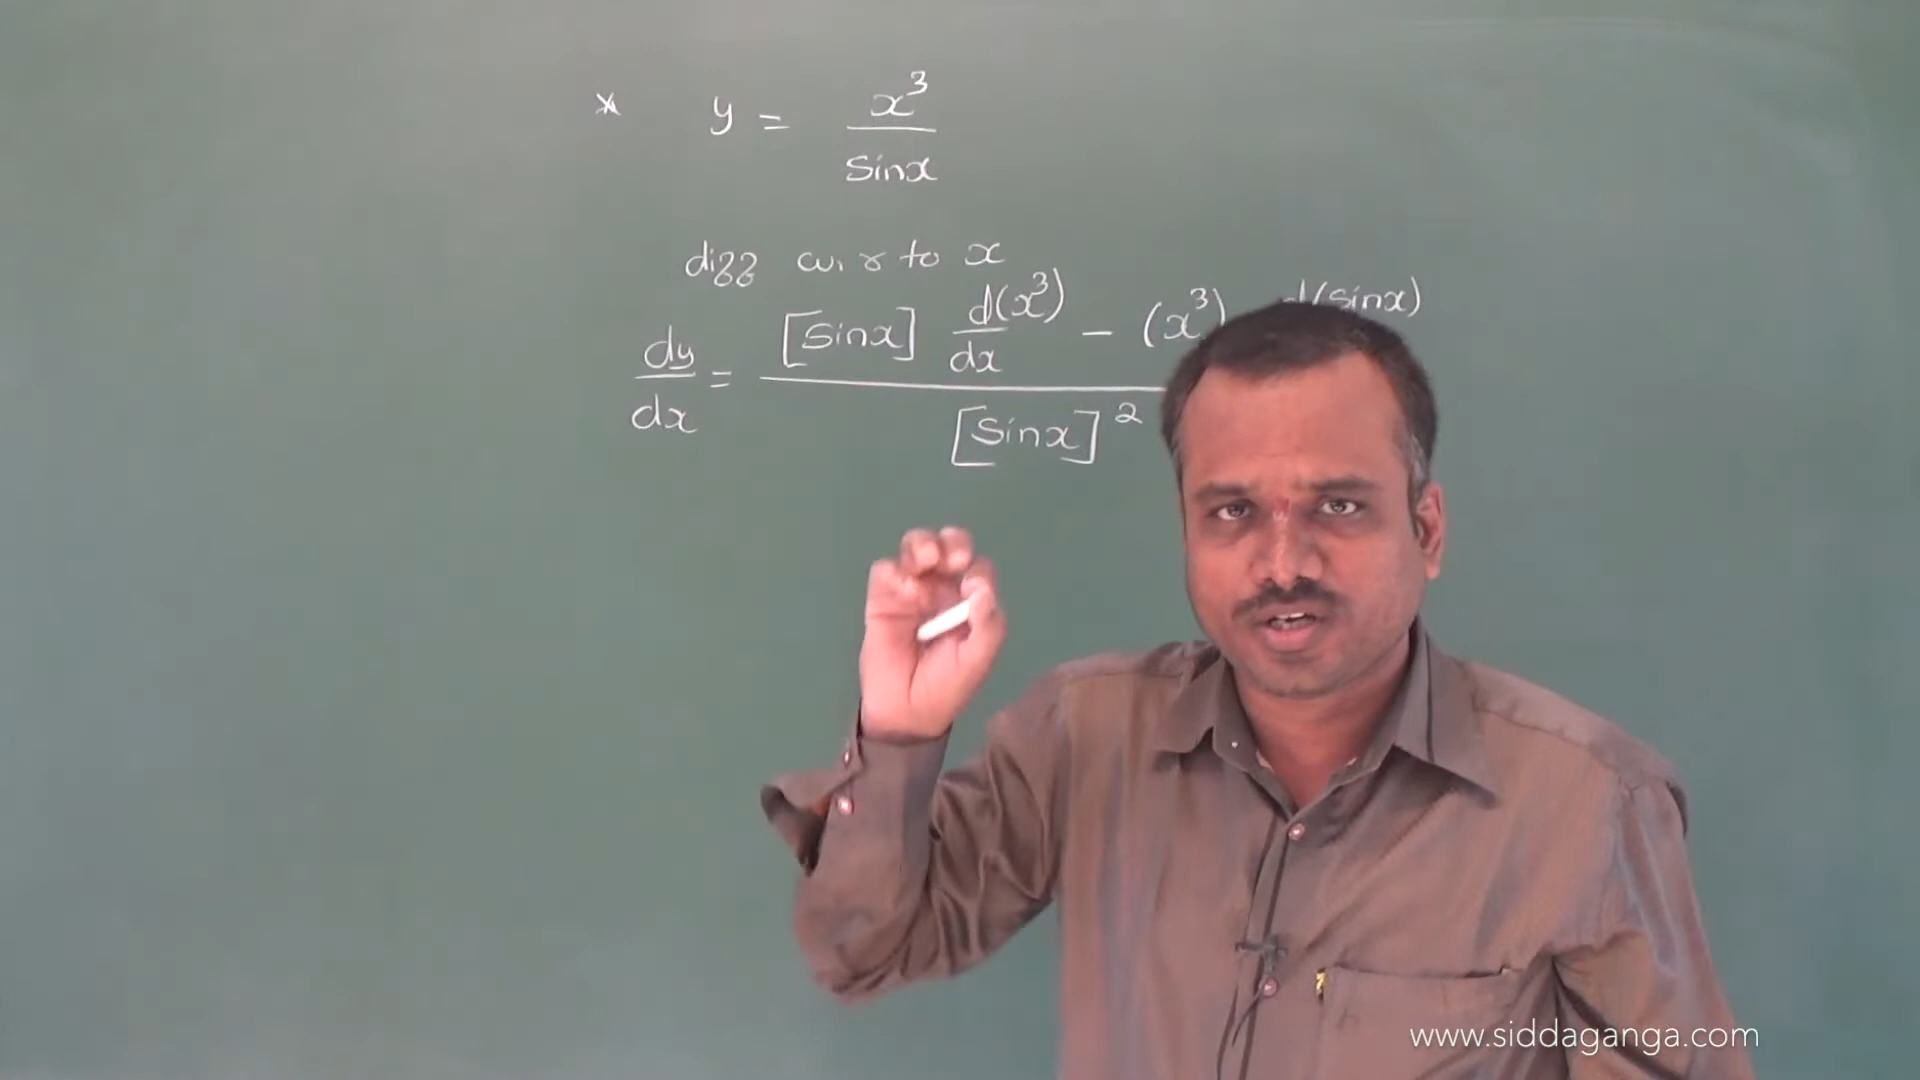 * y = x³ / Sinx
diff w.r to x
dy/dx = [Sinx] d(x³)/dx - (x³) d(sinx) / [Sinx]²
www.siddaganga.com